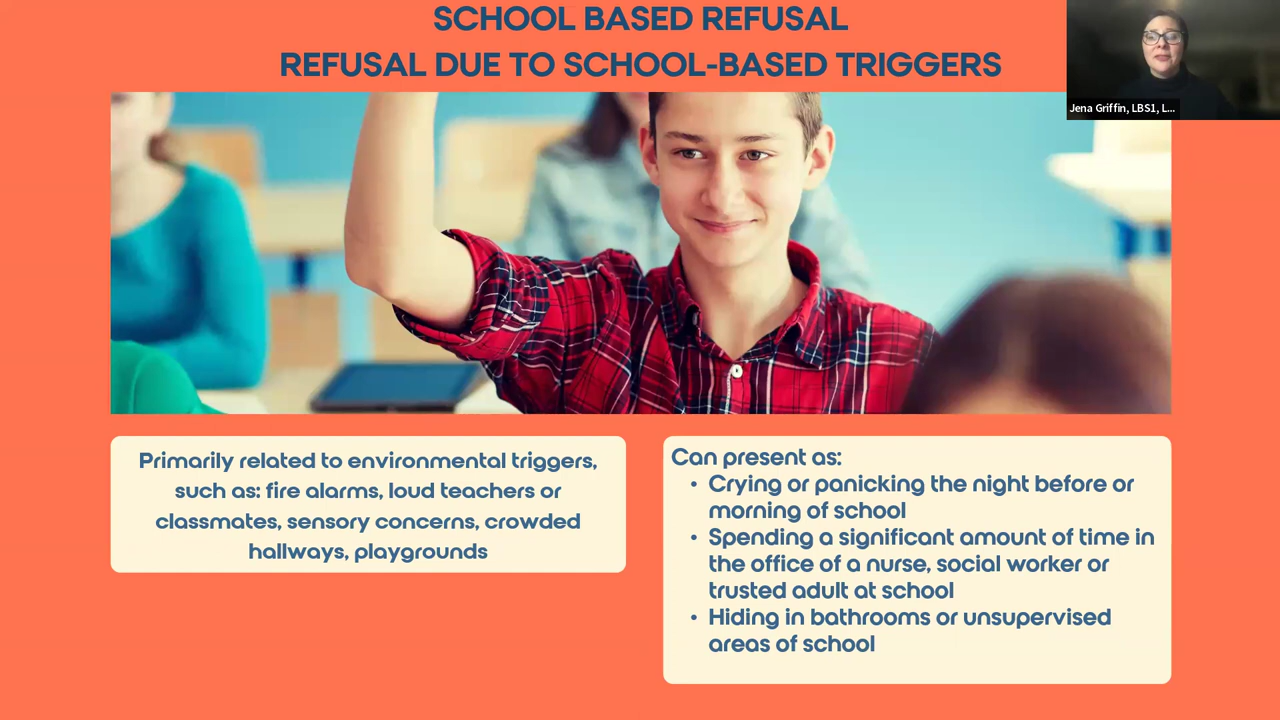 SCHOOL BASED REFUSAL
REFUSAL DUE TO SCHOOL-BASED TRIGGERS
Jena Griffin, LBS1, L...
Primarily related to environmental triggers,
such as: fire alarms, loud teachers or
classmates, sensory concerns, crowded
hallways, playgrounds
Can present as:
• Crying or panicking the night before or
morning of school
• Spending a significant amount of time in
the office of a nurse, social worker or
trusted adult at school
• Hiding in bathrooms or unsupervised
areas of school